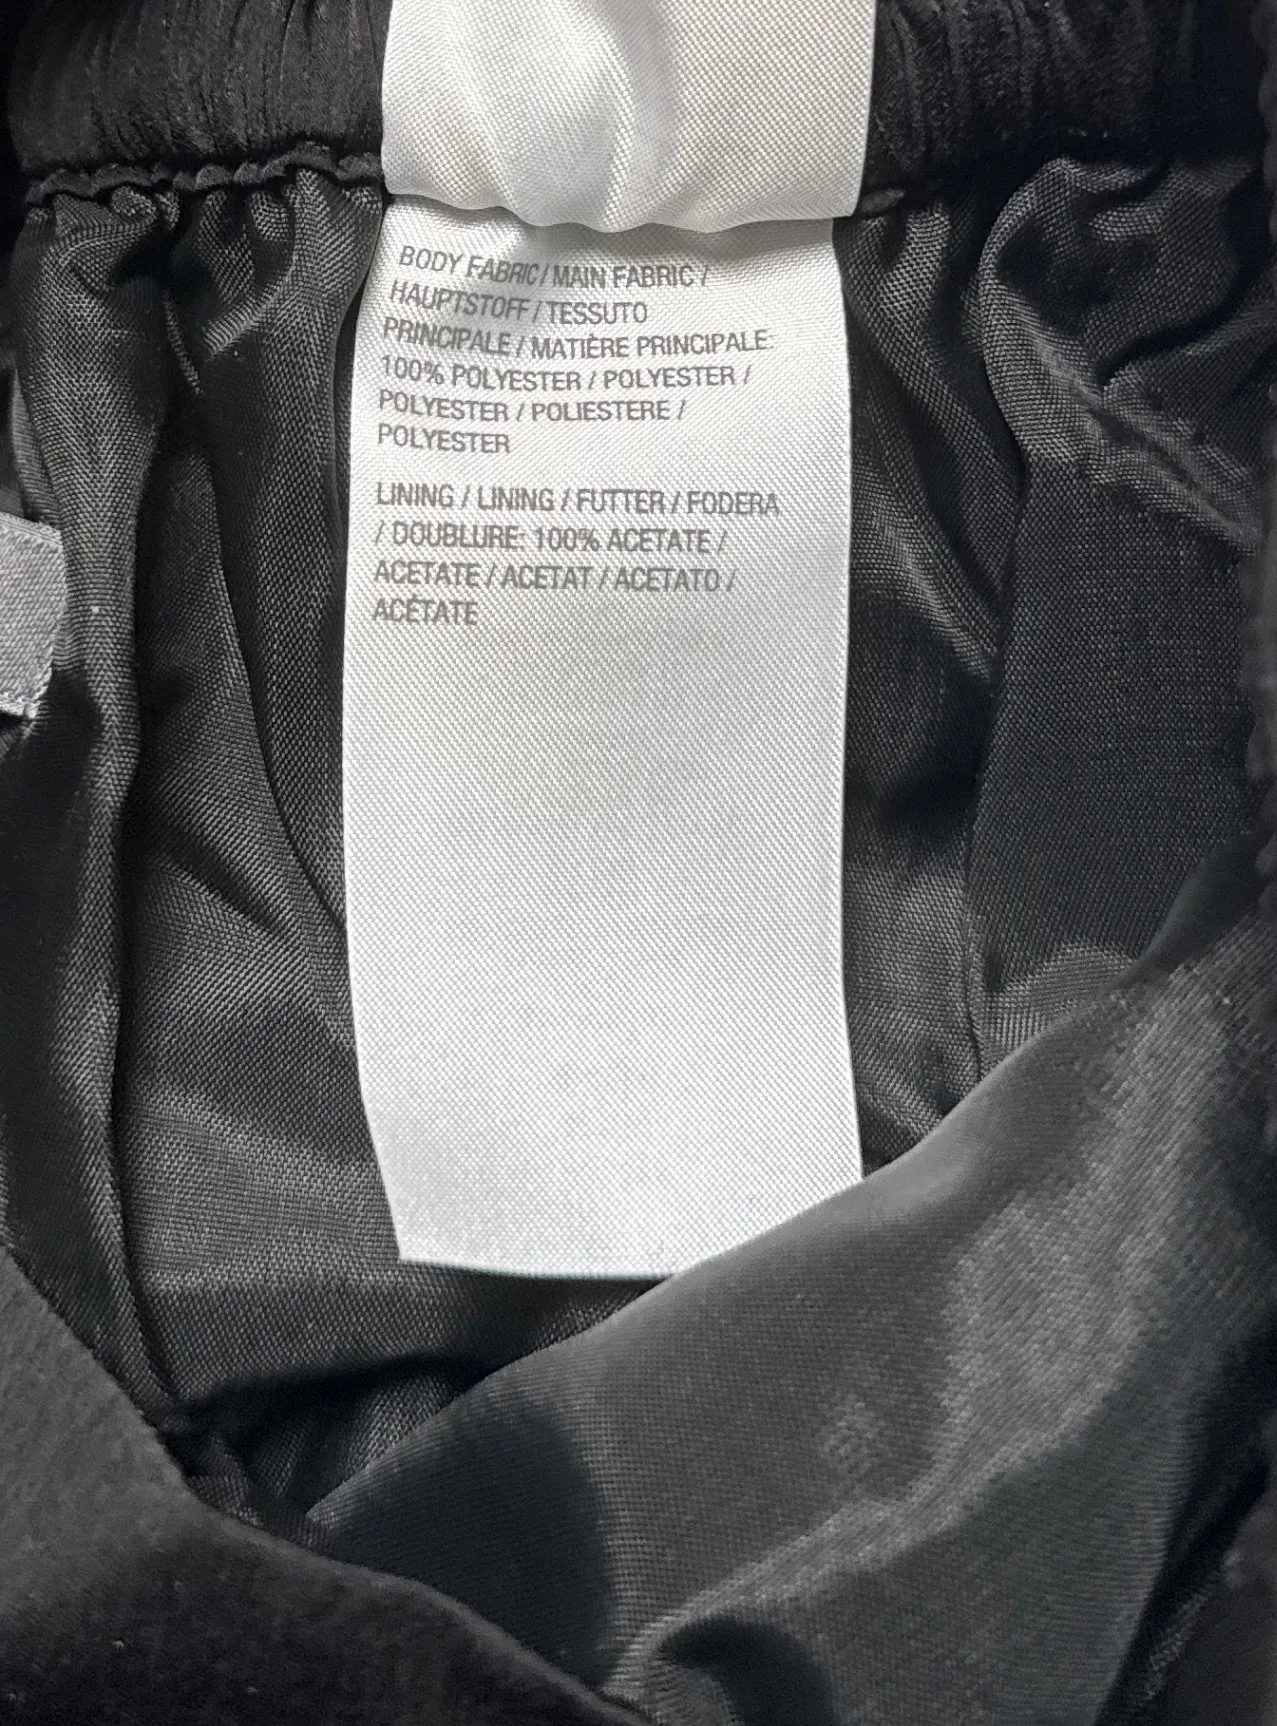 BODY FABRIC / MAIN FABRIC /
HAUPTSTOFF / TESSUTO
PRINCIPALE / MATIÈRE PRINCIPALE:
100% POLYESTER / POLYESTER /
POLYESTER / POLIESTERE /
POLYESTER
LINING / LINING / FUTTER / FODERA
/ DOUBLURE: 100% ACETATE /
ACETATE / ACETAT / ACETATO /
ACÉTATE